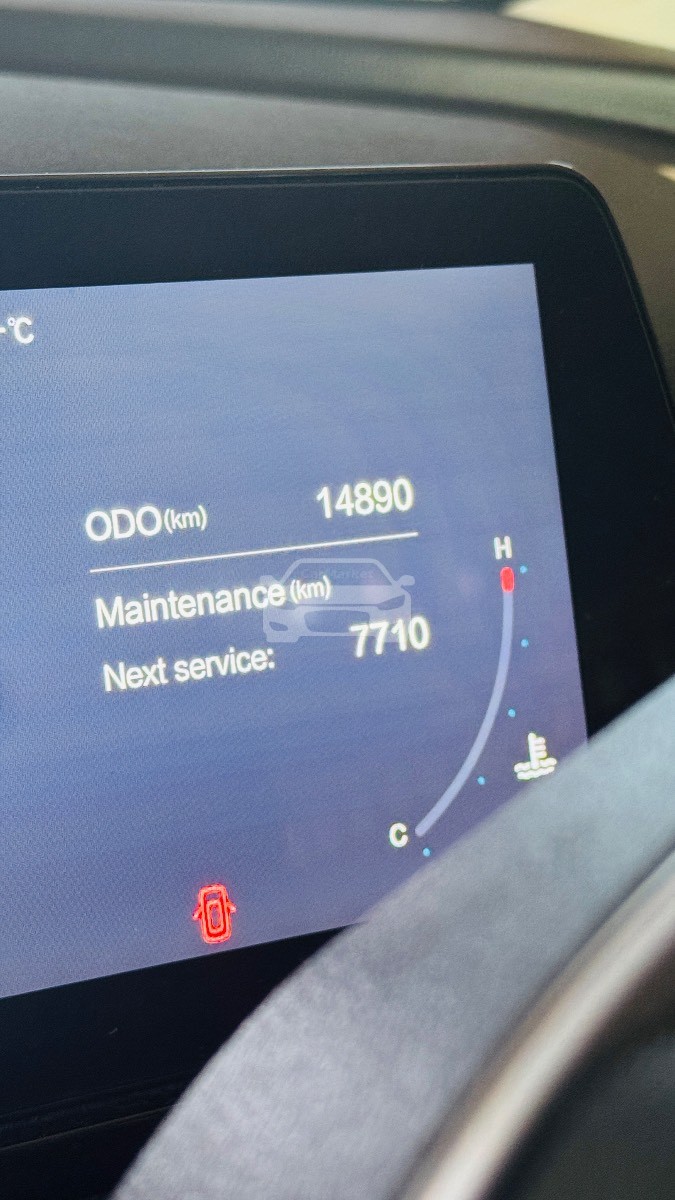 °C
ODO(km) 14890
Maintenance (km)
Next service: 7710
H
C